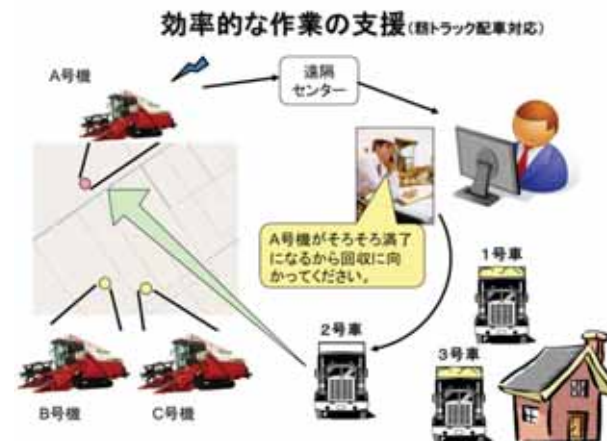 効率的な作業の支援(籾トラック配車対応)
A号機
遠隔
センター
A号機がそろそろ満了
になるから回収に向
かってください。
1号車
2号車
3号車
B号機
C号機